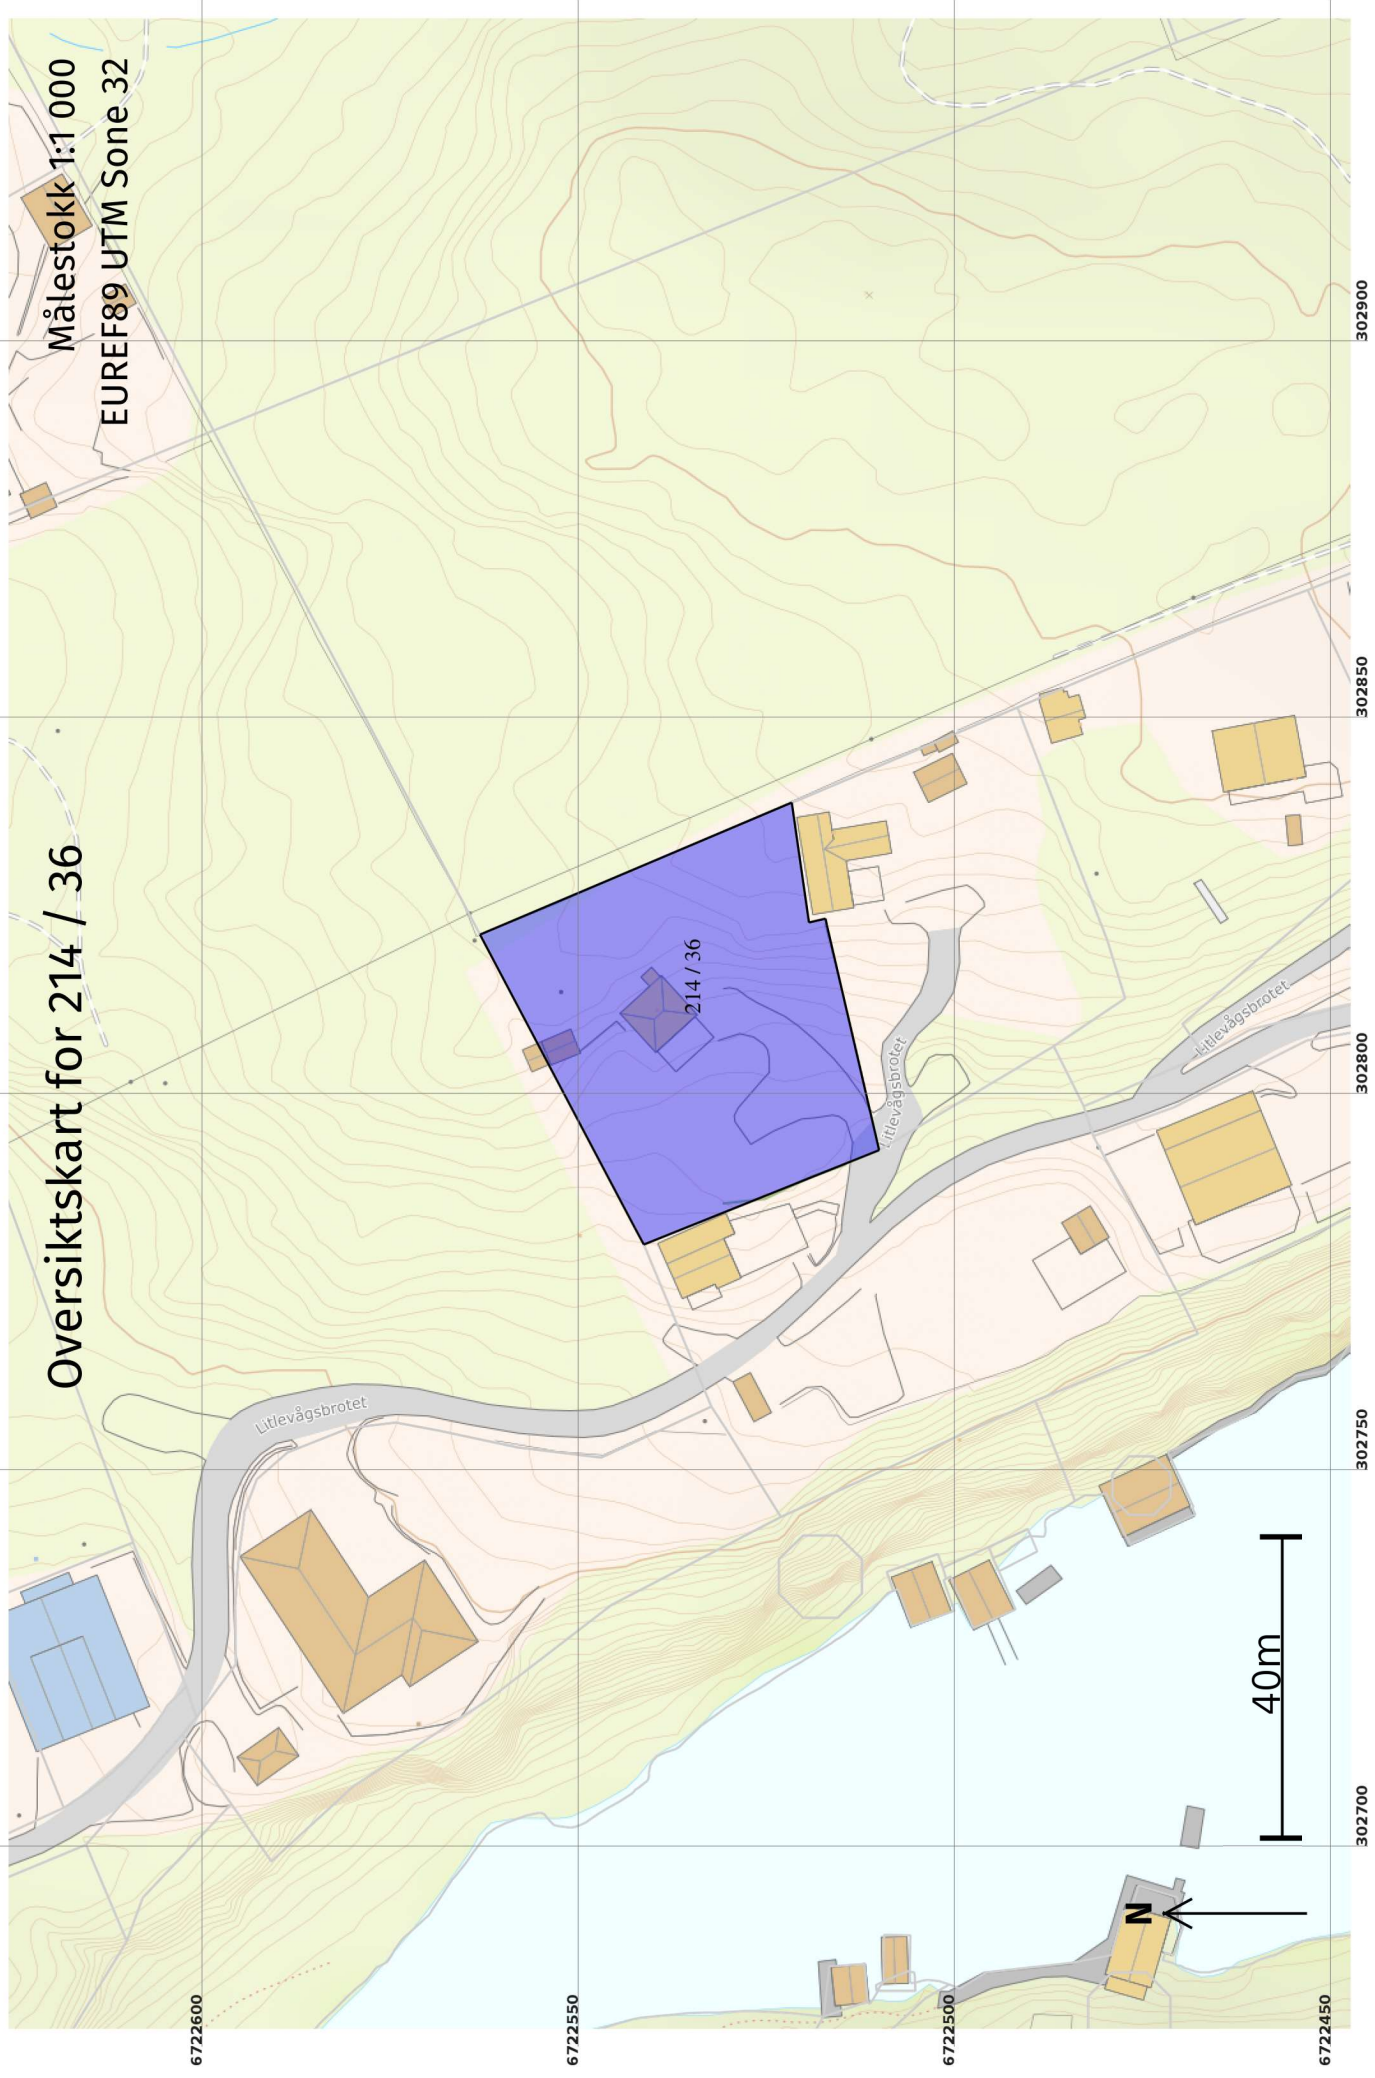 Oversiktskart for 214 / 36
Målestokk 1:1 000
EUREF89 UTM Sone 32
6722600
6722550
6722500
6722450
302700
302750
302800
302850
302900
214 / 36
Litlevågsbrotet
Litlevågsbrotet
Litlevågsbrotet
N
40m